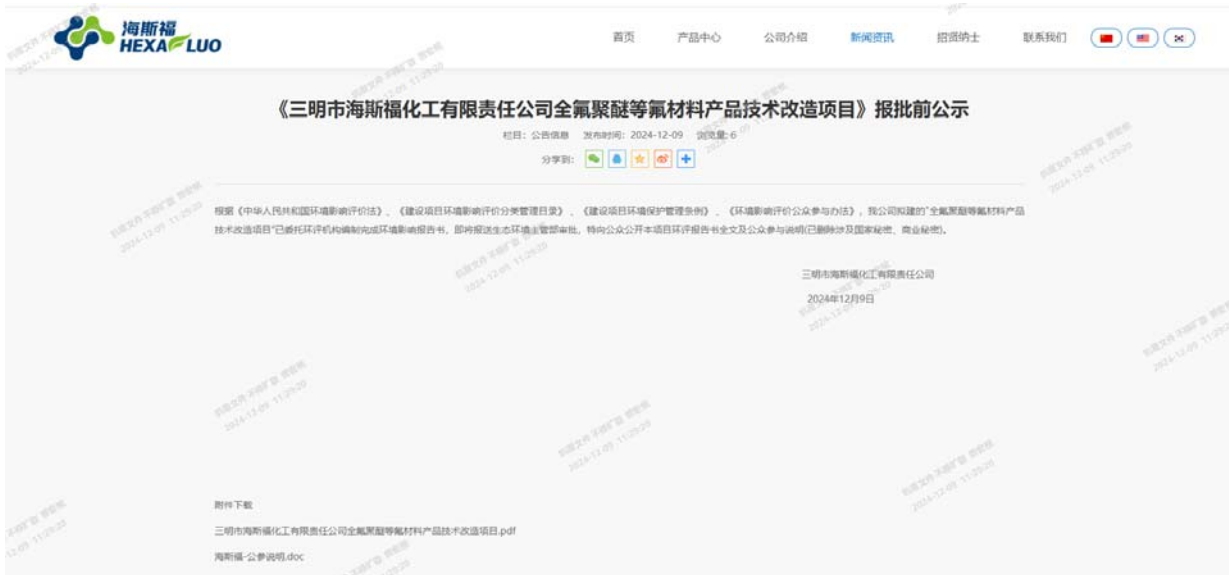 海斯福
HEXAFLUO
首页 产品中心 公司介绍 新闻资讯 招贤纳士 联系我们
《三明市海斯福化工有限责任公司全氟聚醚等氟材料产品技术改造项目》报批前公示
栏目：公告信息 发布时间：2024-12-09 浏览量: 6
分享到：
根据《中华人民共和国环境影响评价法》、《建设项目环境影响评价分类管理目录》、《建设项目环境保护管理条例》、《环境影响评价公众参与办法》，我公司拟建的"全氟聚醚等氟材料产品
技术改造项目"已委托环评机构编制完成环境影响报告书，即将报送生态环境主管部审批，特向公众公开本项目环评报告书全文及公众参与说明(已删除涉及国家秘密、商业秘密)。
三明市海斯福化工有限责任公司
2024年12月9日
附件下载
三明市海斯福化工有限责任公司全氟聚醚等氟材料产品技术改造项目.pdf
海斯福-公参说明.doc
2024-12-09 11:29:20